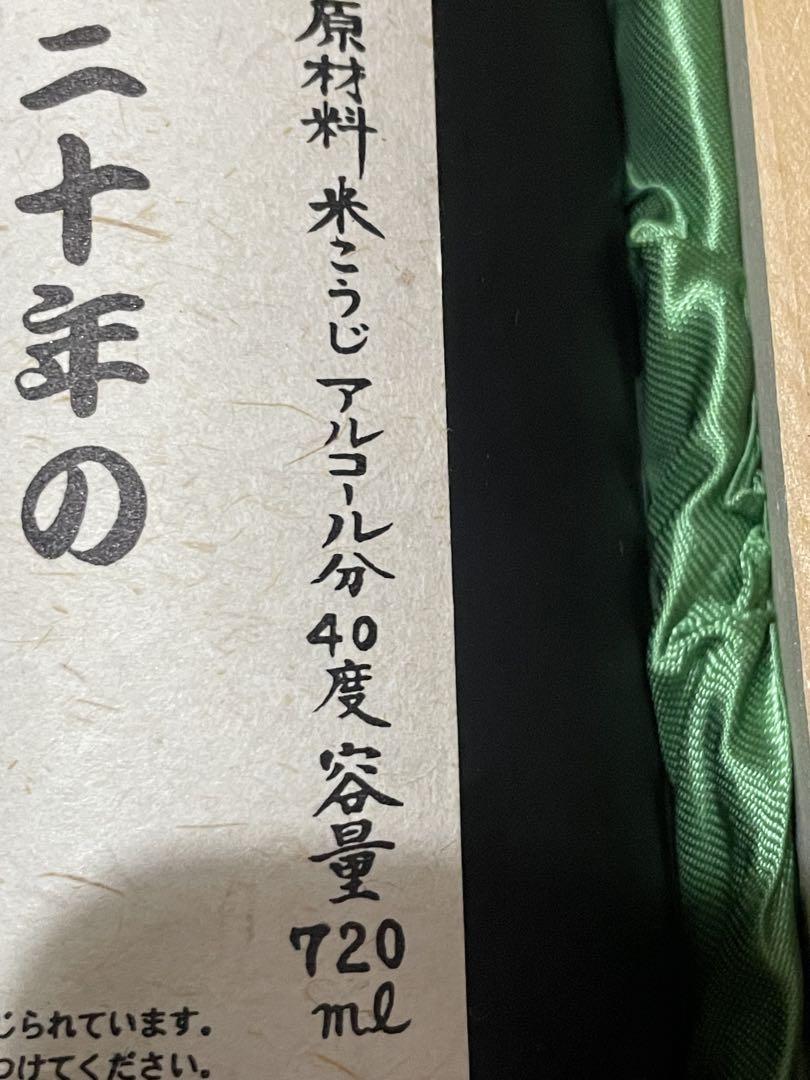 原材料 米こうじ アルコール分 40度 容量 720ml
二十年の
じられています。
つけてください。